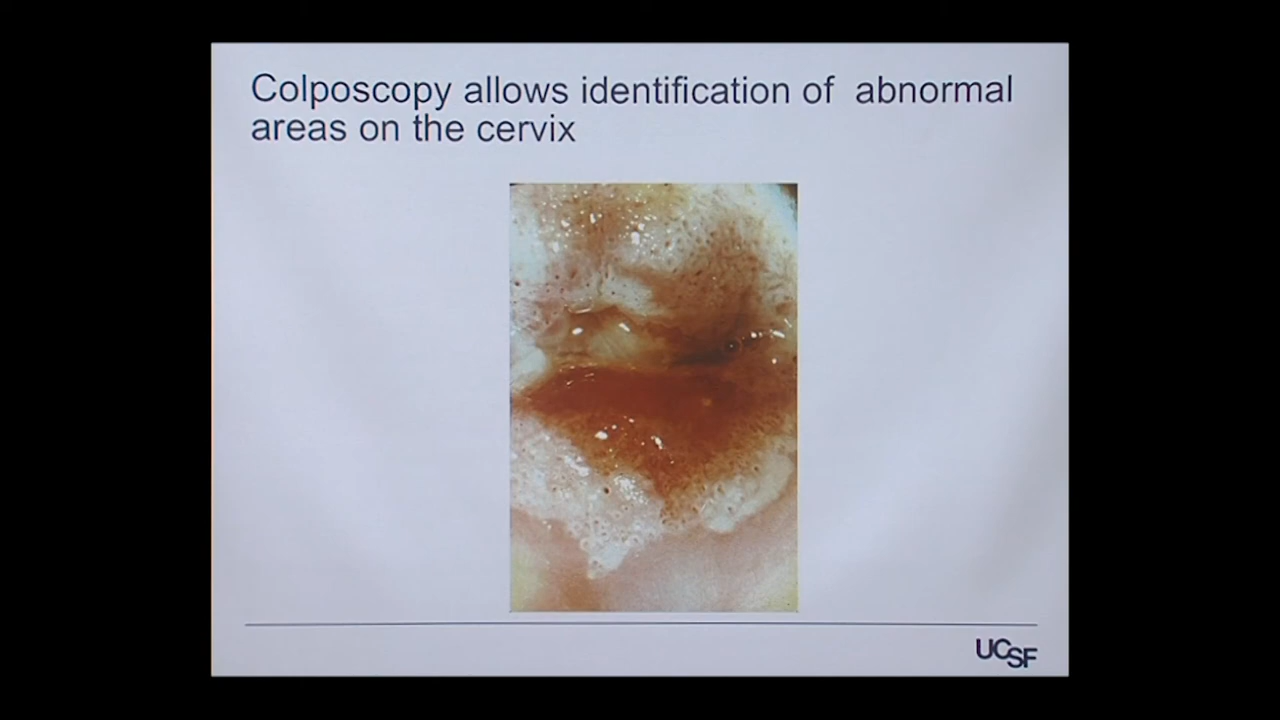 Colposcopy allows identification of abnormal
areas on the cervix
UCSF